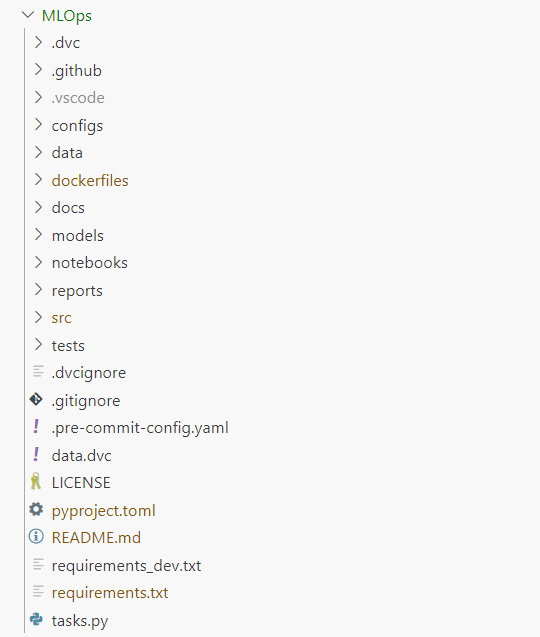 MLOps
.dvc
.github
.vscode
configs
data
dockerfiles
docs
models
notebooks
reports
src
tests
.dvcignore
.gitignore
.pre-commit-config.yaml
data.dvc
LICENSE
pyproject.toml
README.md
requirements_dev.txt
requirements.txt
tasks.py